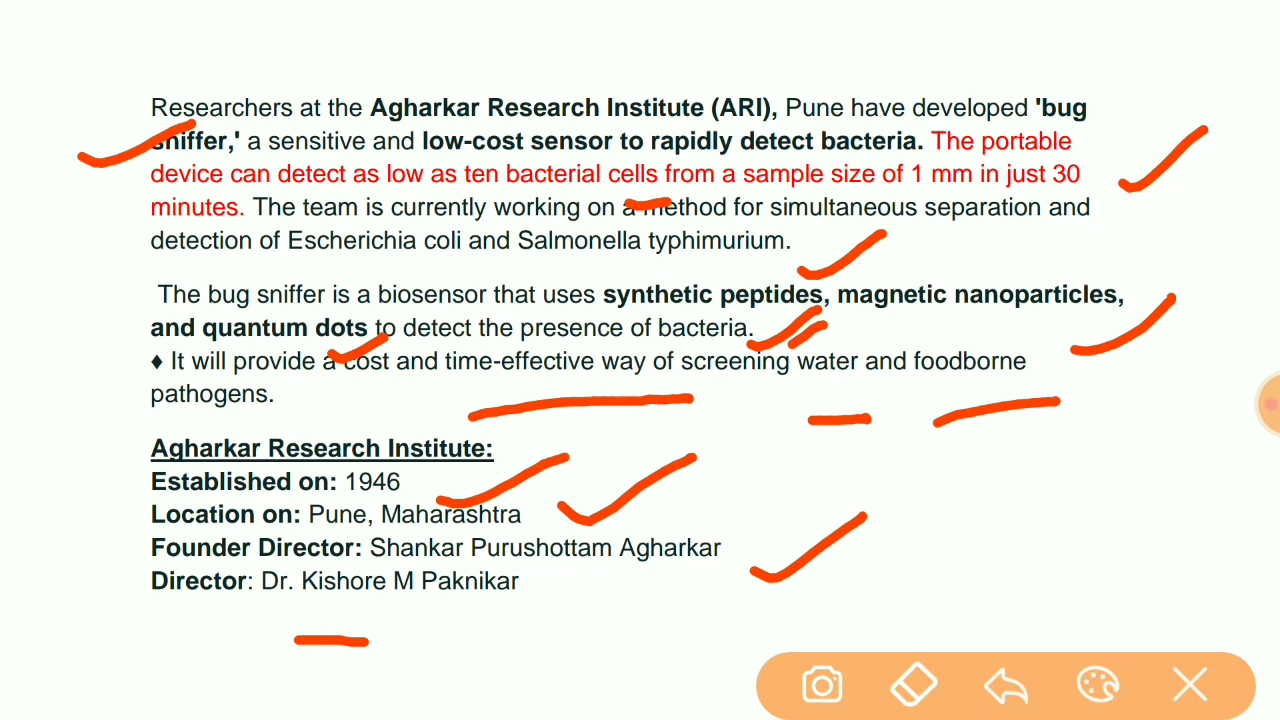 Researchers at the Agharkar Research Institute (ARI), Pune have developed 'bug
sniffer,' a sensitive and low-cost sensor to rapidly detect bacteria. The portable
device can detect as low as ten bacterial cells from a sample size of 1 mm in just 30
minutes. The team is currently working on a method for simultaneous separation and
detection of Escherichia coli and Salmonella typhimurium.
The bug sniffer is a biosensor that uses synthetic peptides, magnetic nanoparticles,
and quantum dots to detect the presence of bacteria.
♦ It will provide a cost and time-effective way of screening water and foodborne
pathogens.
Agharkar Research Institute:
Established on: 1946
Location on: Pune, Maharashtra
Founder Director: Shankar Purushottam Agharkar
Director: Dr. Kishore M Paknikar